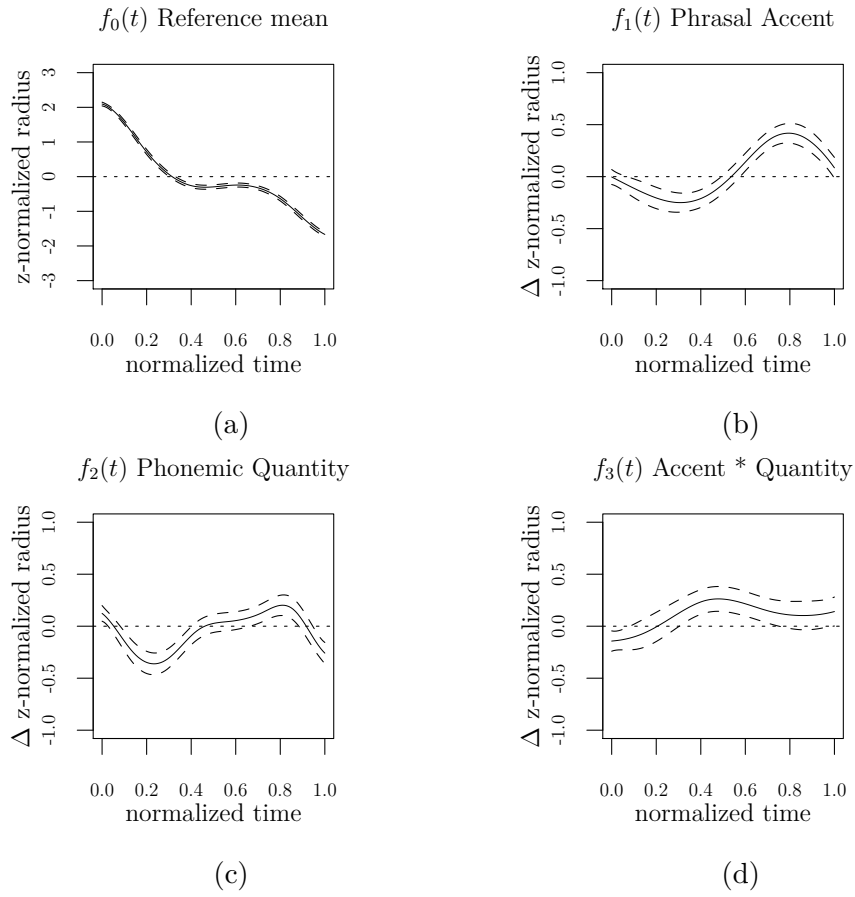 f₀(t) Reference mean
z-normalized radius
3
2
1
0
-1
-2
-3
0.0 0.2 0.4 0.6 0.8 1.0
normalized time
(a)
f₁(t) Phrasal Accent
Δ z-normalized radius
1.0
0.5
0.0
-0.5
-1.0
0.0 0.2 0.4 0.6 0.8 1.0
normalized time
(b)
f₂(t) Phonemic Quantity
Δ z-normalized radius
1.0
0.5
0.0
-0.5
-1.0
0.0 0.2 0.4 0.6 0.8 1.0
normalized time
(c)
f₃(t) Accent * Quantity
Δ z-normalized radius
1.0
0.5
0.0
-0.5
-1.0
0.0 0.2 0.4 0.6 0.8 1.0
normalized time
(d)